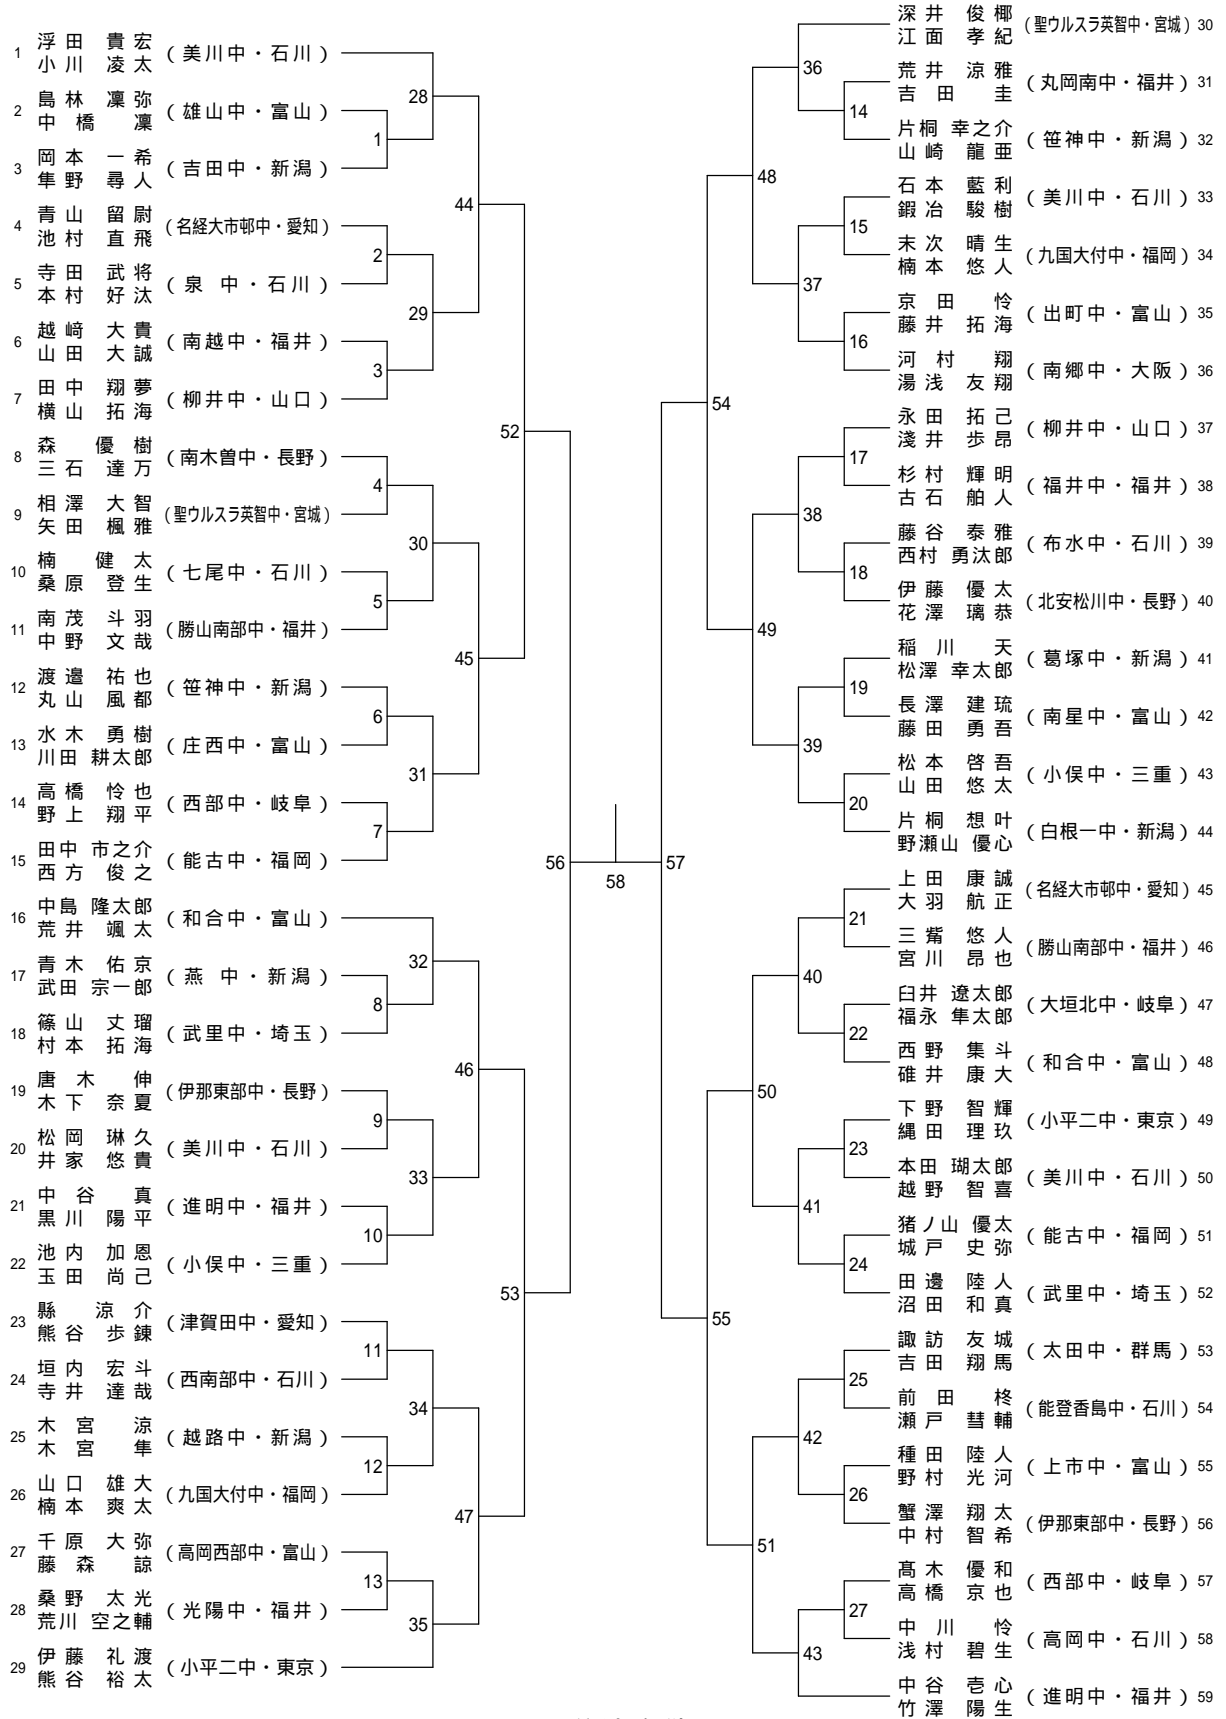 1 浮田 貴宏 小川 凌太 (美川中・石川)
2 島林 凜弥 中橋 凜 (雄山中・富山)
3 岡本 一希 隼野 尋人 (吉田中・新潟)
4 青山 留尉 池村 直飛 (名経大市邨中・愛知)
5 寺田 武将 本村 好汰 (泉中・石川)
6 越﨑 大貴 山田 大誠 (南越中・福井)
7 田中 翔夢 横山 拓海 (柳井中・山口)
8 森 優樹 三石 達万 (南木曽中・長野)
9 相澤 大智 矢田 楓雅 (聖ウルスラ英智中・宮城)
10 楠 健太 桑原 登生 (七尾中・石川)
11 南茂 斗羽 中野 文哉 (勝山南部中・福井)
12 渡邉 祐也 丸山 風都 (笹神中・新潟)
13 水木 勇樹 川田 耕太郎 (庄西中・富山)
14 高橋 怜也 野上 翔平 (西部中・岐阜)
15 田中 市之介 西方 俊之 (能古中・福岡)
16 中島 隆太郎 荒井 颯太 (和合中・富山)
17 青木 佑京 武田 宗一郎 (燕中・新潟)
18 篠山 丈瑠 村本 拓海 (武里中・埼玉)
19 唐木 伸 木下 奈夏 (伊那東部中・長野)
20 松岡 琳久 井家 悠貴 (美川中・石川)
21 中谷 真 黒川 陽平 (進明中・福井)
22 池内 加恩 玉田 尚己 (小俣中・三重)
23 縣 涼介 熊谷 歩錬 (津賀田中・愛知)
24 垣内 宏斗 寺井 達哉 (西南部中・石川)
25 木宮 涼 木宮 隼 (越路中・新潟)
26 山口 雄大 楠本 爽太 (九国大付中・福岡)
27 千原 大弥 藤森 諒 (高岡西部中・富山)
28 桑野 太光 荒川 空之輔 (光陽中・福井)
29 伊藤 礼渡 熊谷 裕太 (小平二中・東京)
1
2
3
4
5
6
7
8
9
10
11
12
13
28
29
30
31
32
33
34
35
44
45
46
47
52
53
56
58
57
54
55
48
49
50
51
36
37
38
39
40
41
42
43
14
15
16
17
18
19
20
21
22
23
24
25
26
27
深井 俊椰 江面 孝紀 (聖ウルスラ英智中・宮城) 30
荒井 涼雅 吉田 圭 (丸岡南中・福井) 31
片桐 幸之介 山崎 龍亜 (笹神中・新潟) 32
石本 藍利 鍜冶 駿樹 (美川中・石川) 33
末次 晴生 楠本 悠人 (九国大付中・福岡) 34
京田 怜 藤井 拓海 (出町中・富山) 35
河村 翔 湯浅 友翔 (南郷中・大阪) 36
永田 拓己 淺井 歩昂 (柳井中・山口) 37
杉村 輝明 古石 舶人 (福井中・福井) 38
藤谷 泰雅 西村 勇汰郎 (布水中・石川) 39
伊藤 優太 花澤 璃恭 (北安松川中・長野) 40
稲川 天 松澤 幸太郎 (葛塚中・新潟) 41
長澤 建琉 藤田 勇吾 (南星中・富山) 42
松本 啓吾 山田 悠太 (小俣中・三重) 43
片桐 想叶 野瀬山 優心 (白根一中・新潟) 44
上田 康誠 大羽 航正 (名経大市邨中・愛知) 45
三觜 悠人 宮川 昂也 (勝山南部中・福井) 46
臼井 遼太郎 福永 隼太郎 (大垣北中・岐阜) 47
西野 集斗 碓井 康大 (和合中・富山) 48
下野 智輝 縄田 理玖 (小平二中・東京) 49
本田 瑚太郎 越野 智喜 (美川中・石川) 50
猪ノ山 優太 城戸 史弥 (能古中・福岡) 51
田邊 陸人 沼田 和真 (武里中・埼玉) 52
諏訪 友城 吉田 翔馬 (太田中・群馬) 53
前田 柊 瀬戸 彗輔 (能登香島中・石川) 54
種田 陸人 野村 光河 (上市中・富山) 55
蟹澤 翔太 中村 智希 (伊那東部中・長野) 56
髙木 優和 高橋 京也 (西部中・岐阜) 57
中川 怜 浅村 碧生 (高岡中・石川) 58
中谷 壱心 竹澤 陽生 (進明中・福井) 59